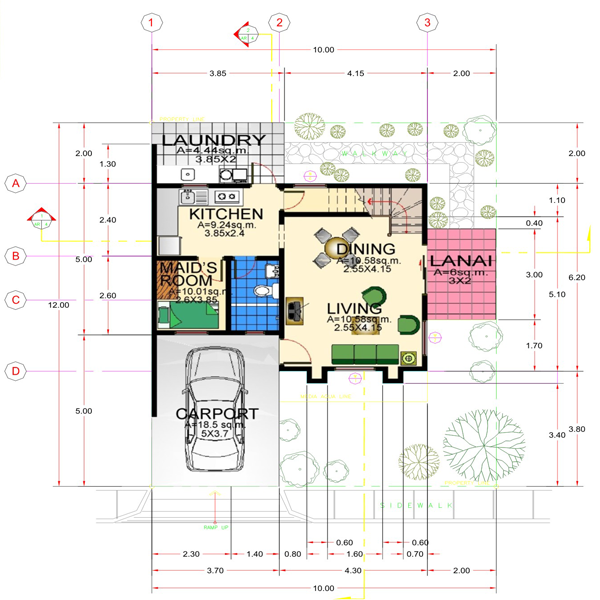 1
2
3
10.00
3.85
4.15
2.00
LAUNDRY
A=4.44sq.m.
3.85X2
WALKWAY
2.00
1.30
2.00
A
KITCHEN
A=9.24sq.m.
3.85x2.4
2.40
1.10
0.40
B
DINING
A=10.58sq.m.
2.55X4.15
LANAI
A=6sq.m.
3X2
5.00
3.00
6.20
MAID'S
ROOM
A=10.01sq.m.
2.6X3.85
C
2.60
12.00
5.10
LIVING
A=10.58sq.m.
2.55X4.15
1.70
D
CARPORT
A=18.5 sq.m.
5X3.7
5.00
3.40
3.80
SIDEWALK
RAMP UP
0.60
0.60
2.30
1.40
0.80
1.60
0.70
3.70
4.30
2.00
10.00